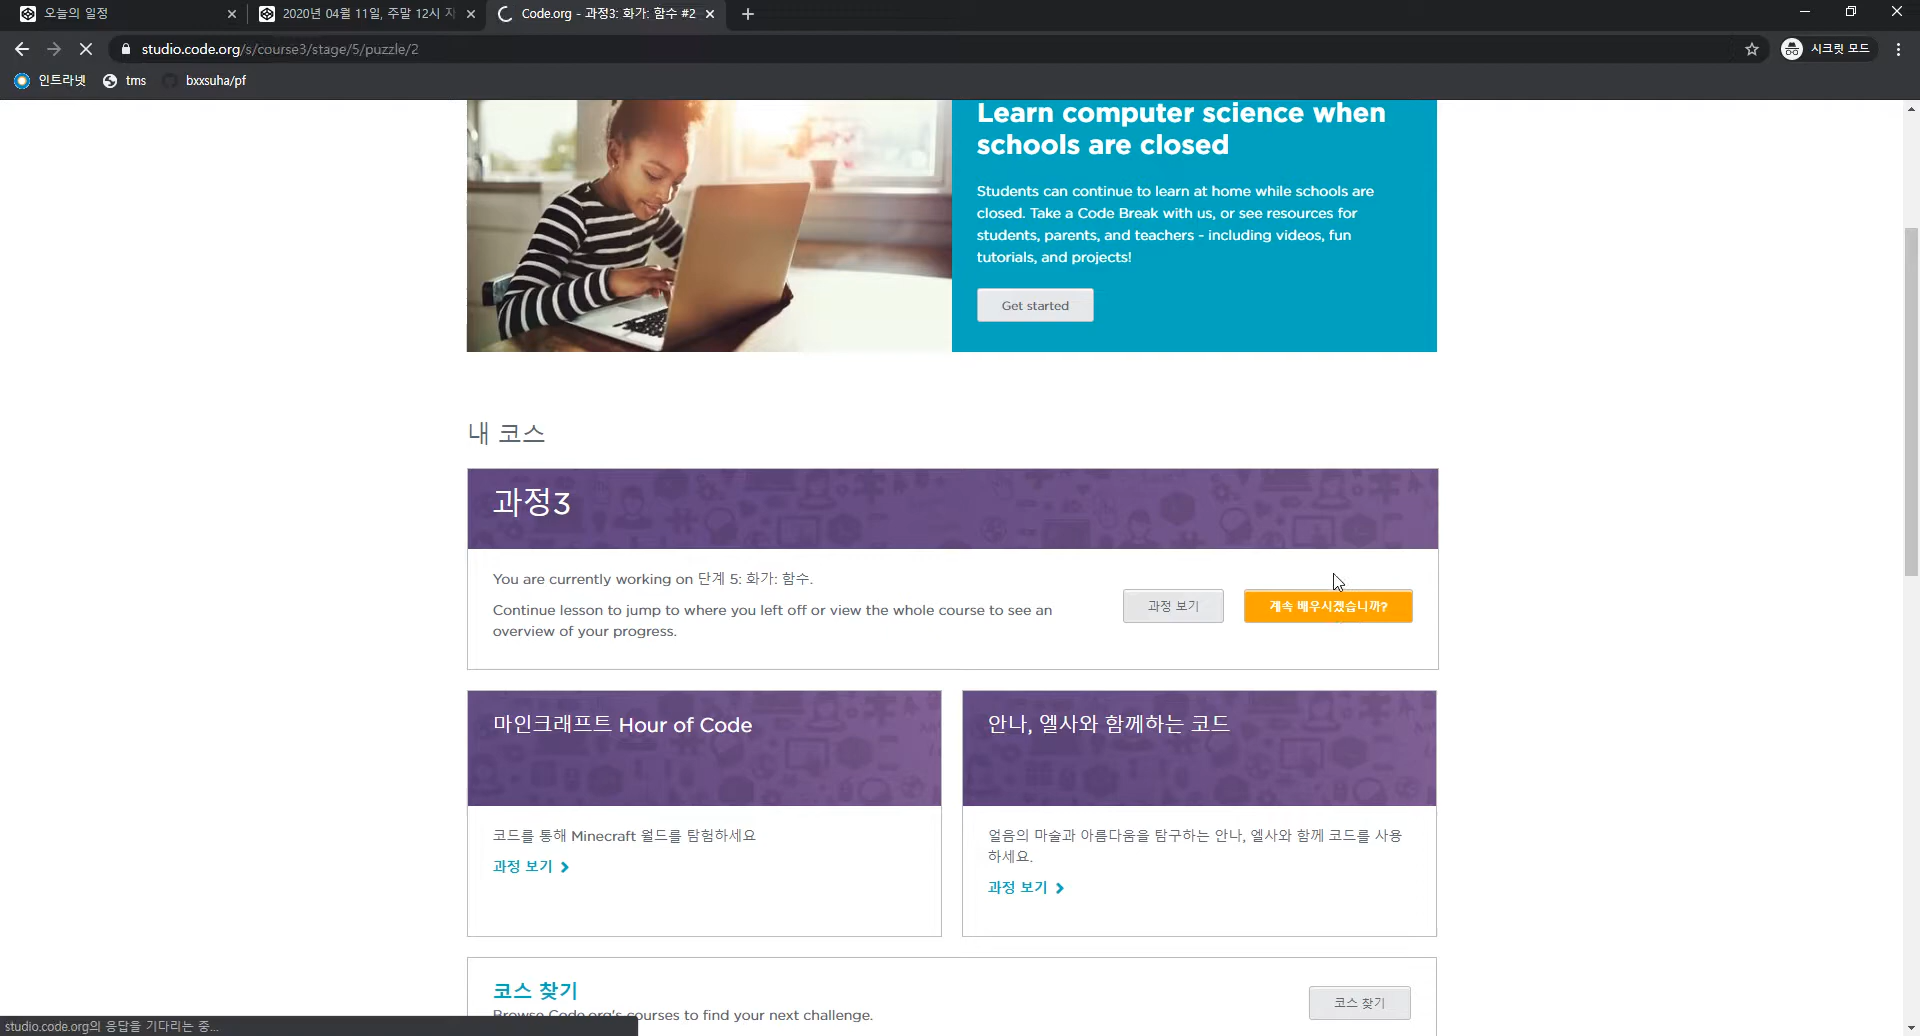 오늘의 일정
2020년 04월 11일, 주말 12시 자
Code.org - 과정3: 화가: 함수 #2
studio.code.org/s/course3/stage/5/puzzle/2
시크릿 모드
인트라넷
tms
bxxsuha/pf
Learn computer science when
schools are closed
Students can continue to learn at home while schools are
closed. Take a Code Break with us, or see resources for
students, parents, and teachers - including videos, fun
tutorials, and projects!
Get started
내 코스
과정3
You are currently working on 단계 5: 화가: 함수.
Continue lesson to jump to where you left off or view the whole course to see an
overview of your progress.
과정 보기
계속 배우시겠습니까?
마인크래프트 Hour of Code
코드를 통해 Minecraft 월드를 탐험하세요
과정 보기
안나, 엘사와 함께하는 코드
얼음의 마술과 아름다움을 탐구하는 안나, 엘사와 함께 코드를 사용
하세요.
과정 보기
코스 찾기
Browse Code.org's courses to find your next challenge.
코스 찾기
studio.code.org의 응답을 기다리는 중...